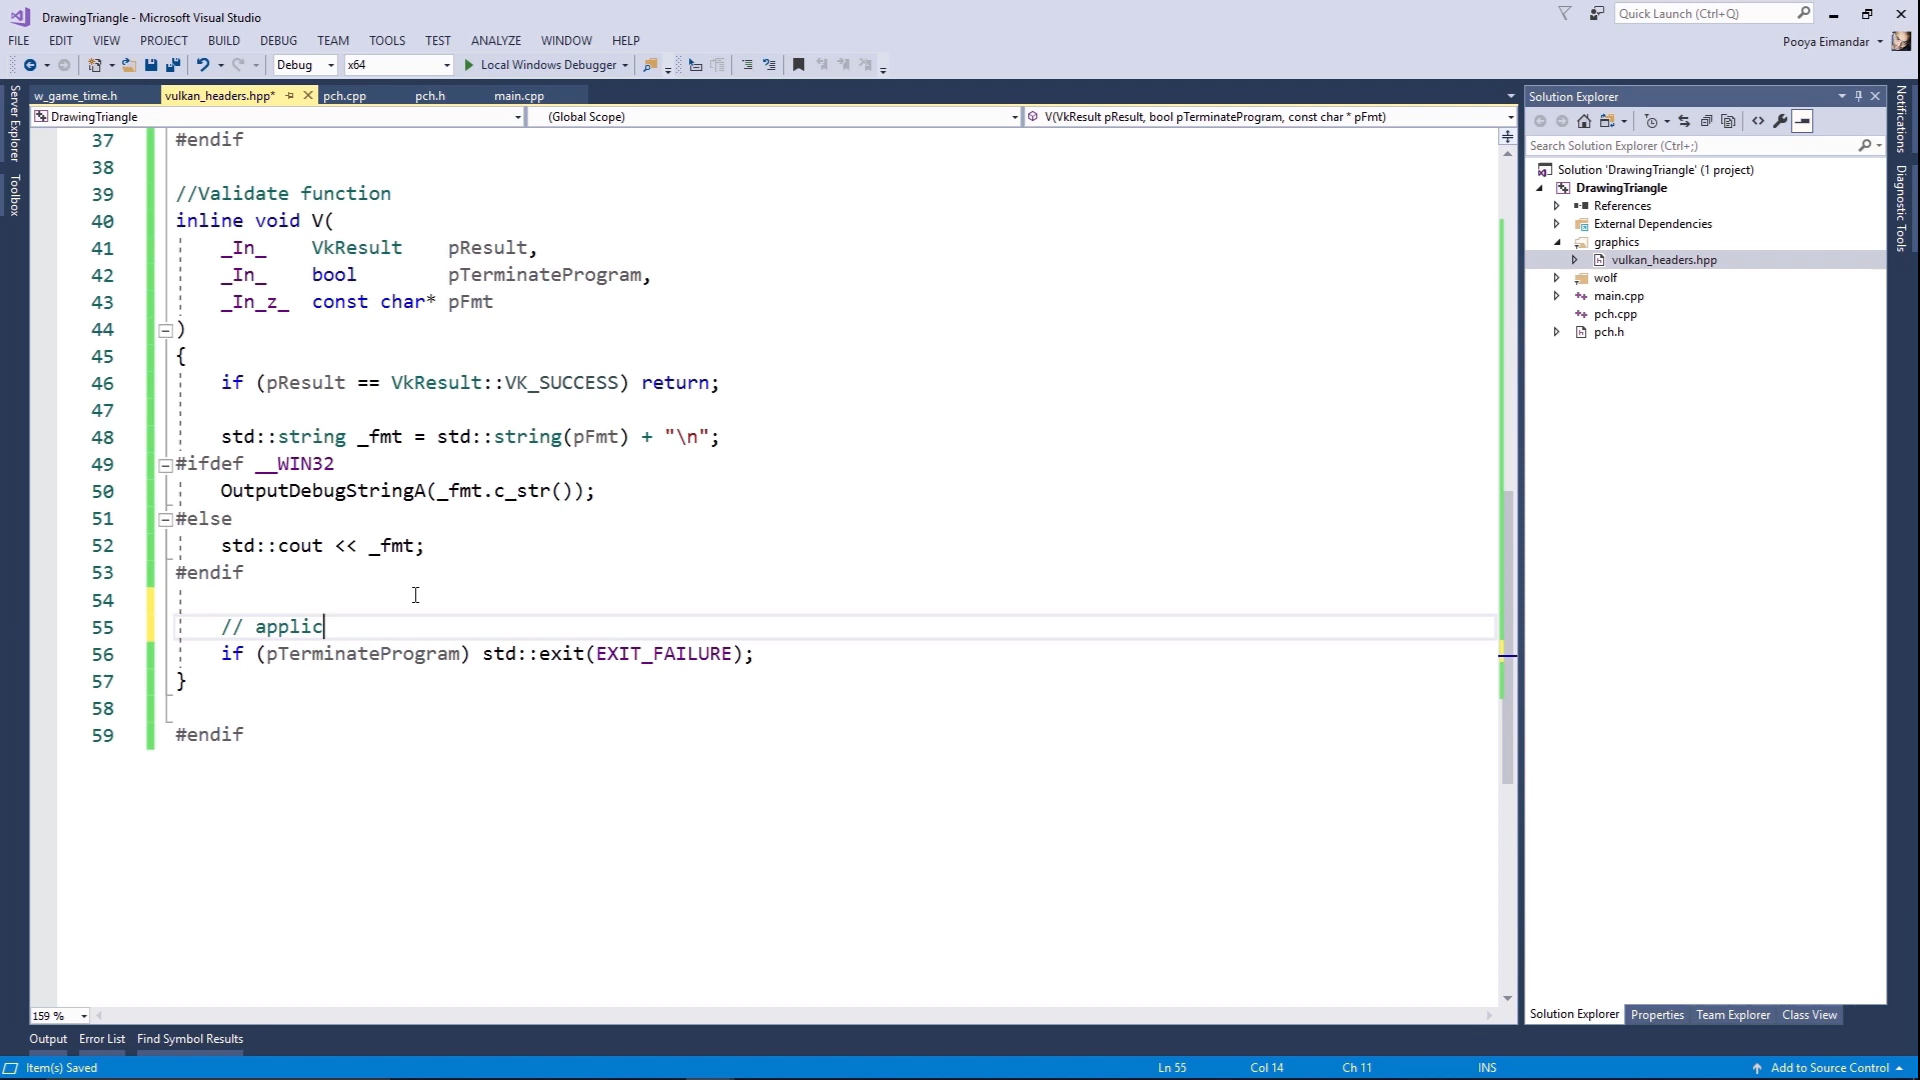 DrawingTriangle - Microsoft Visual Studio
Quick Launch (Ctrl+Q)
FILE EDIT VIEW PROJECT BUILD DEBUG TEAM TOOLS TEST ANALYZE WINDOW HELP
Pooya Eimandar
Debug x64 Local Windows Debugger
Server Explorer
Toolbox
w_game_time.h vulkan_headers.hpp* pch.cpp pch.h main.cpp
DrawingTriangle (Global Scope) V(VkResult pResult, bool pTerminateProgram, const char * pFmt)
37 #endif
38
39 //Validate function
40 inline void V(
41 _In_ VkResult pResult,
42 _In_ bool pTerminateProgram,
43 _In_z_ const char* pFmt
44 )
45 {
46 if (pResult == VkResult::VK_SUCCESS) return;
47
48 std::string _fmt = std::string(pFmt) + "\n";
49 #ifdef __WIN32
50 OutputDebugStringA(_fmt.c_str());
51 #else
52 std::cout << _fmt;
53 #endif
54
55 // applic
56 if (pTerminateProgram) std::exit(EXIT_FAILURE);
57 }
58
59 #endif
159 %
Solution Explorer
Search Solution Explorer (Ctrl+;)
Solution 'DrawingTriangle' (1 project)
DrawingTriangle
References
External Dependencies
graphics
vulkan_headers.hpp
wolf
main.cpp
pch.cpp
pch.h
Solution Explorer Properties Team Explorer Class View
Notifications
Diagnostic Tools
Output Error List Find Symbol Results
Item(s) Saved Ln 55 Col 14 Ch 11 INS Add to Source Control